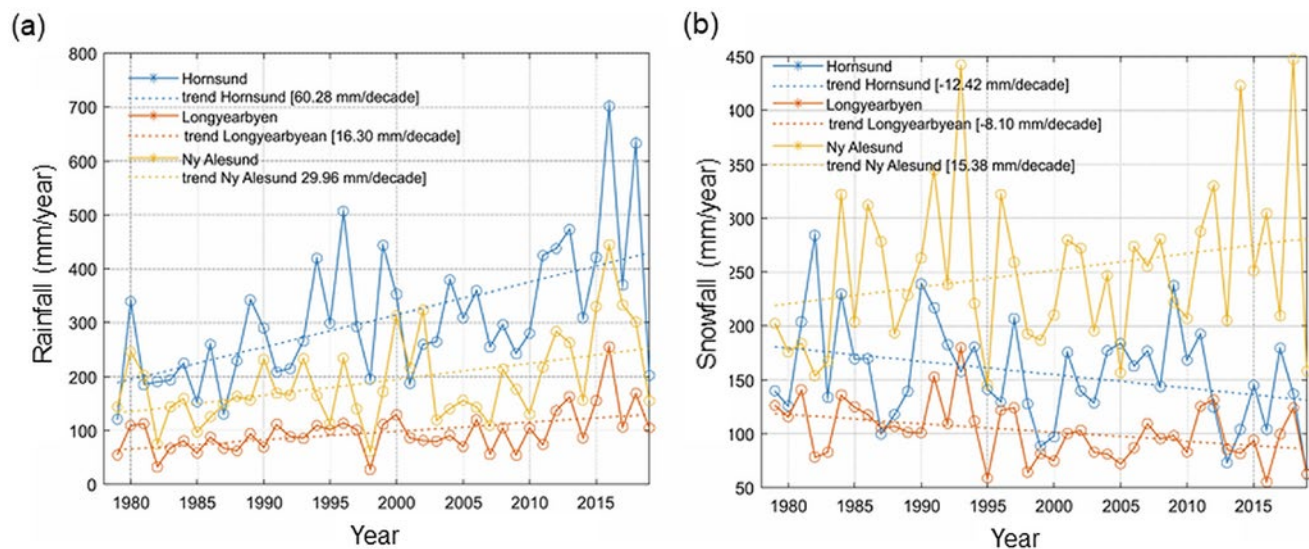 (a)
800
700
600
500
400
300
200
100
0
Rainfall (mm/year)
Hornsund
trend Hornsund [60.28 mm/decade]
Longyearbyen
trend Longyearbyean [16.30 mm/decade]
Ny Alesund
trend Ny Alesund 29.96 mm/decade]
1980 1985 1990 1995 2000 2005 2010 2015
Year
(b)
450
400
350
300
250
200
150
100
50
Snowfall (mm/year)
Hornsund
trend Hornsund [-12.42 mm/decade]
Longyearbyen
trend Longyearbyean [-8.10 mm/decade]
Ny Alesund
trend Ny Alesund [15.38 mm/decade]
1980 1985 1990 1995 2000 2005 2010 2015
Year